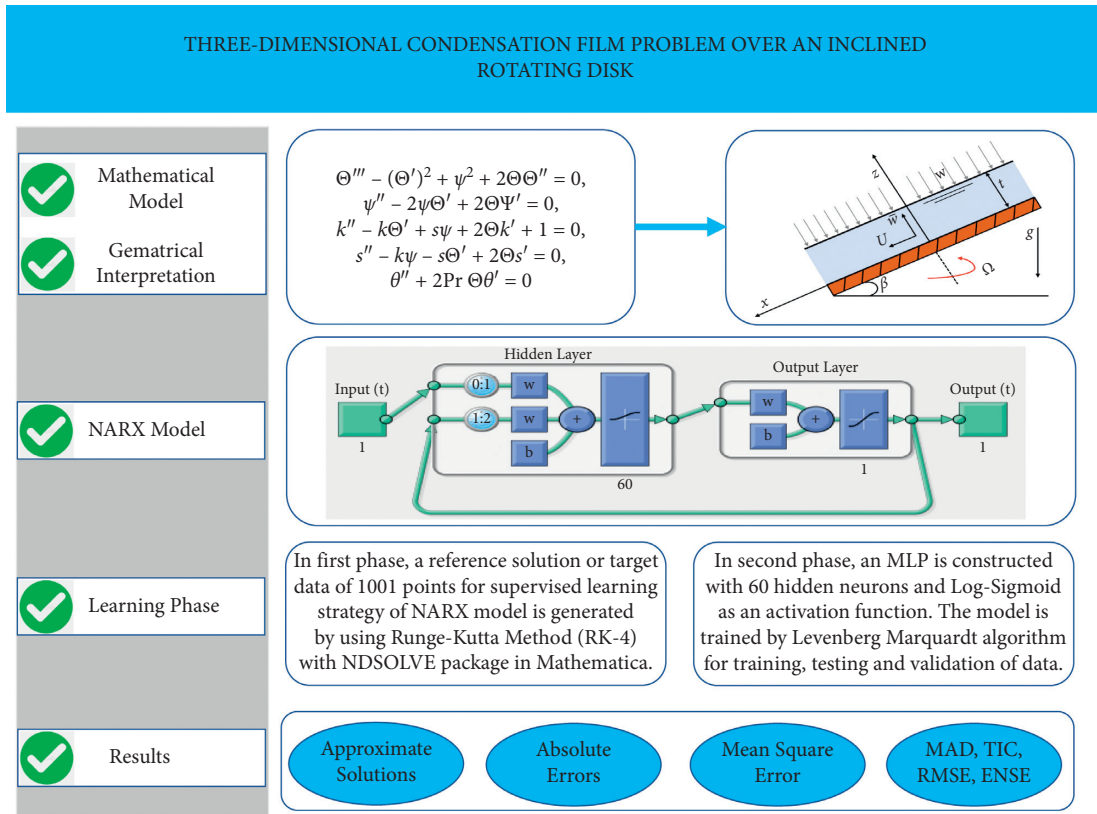 THREE-DIMENSIONAL CONDENSATION FILM PROBLEM OVER AN INCLINED
ROTATING DISK
Mathematical
Model
Gematrical
Interpretation
Θ′′′ – (Θ′)² + ψ² + 2ΘΘ′′ = 0,
ψ′′ – 2ψΘ′ + 2ΘΨ′ = 0,
k′′ – kΘ′ + sψ + 2Θk′ + 1 = 0,
s′′ – kψ – sΘ′ + 2Θs′ = 0,
θ′′ + 2Pr Θθ′ = 0
z
w
t
w
U
g
Ω
β
x
NARX Model
Hidden Layer
Output Layer
Input (t)
Output (t)
0:1
w
1:2
w
b
+
w
b
+
1
60
1
1
Learning Phase
In first phase, a reference solution or target
data of 1001 points for supervised learning
strategy of NARX model is generated
by using Runge-Kutta Method (RK-4)
with NDSOLVE package in Mathematica.
In second phase, an MLP is constructed
with 60 hidden neurons and Log-Sigmoid
as an activation function. The model is
trained by Levenberg Marquardt algorithm
for training, testing and validation of data.
Results
Approximate
Solutions
Absolute
Errors
Mean Square
Error
MAD, TIC,
RMSE, ENSE